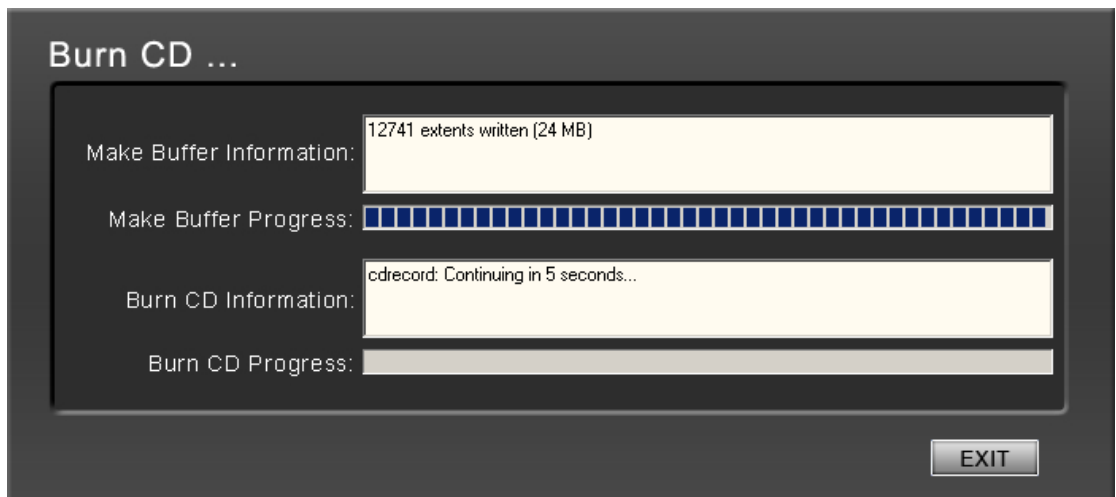 Burn CD ...
Make Buffer Information:
12741 extents written (24 MB)
Make Buffer Progress:
Burn CD Information:
cdrecord: Continuing in 5 seconds...
Burn CD Progress:
EXIT